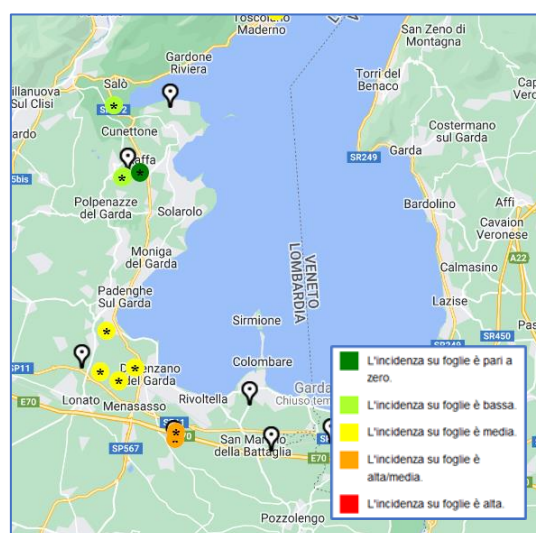 Toscolano
Maderno
San Zeno di
Montagna
Gardone
Riviera
Villanuova
Sul Clisi
Salò
Torri del
Benaco
Cunettone
Costermano
sul Garda
SR249
Garda
Polpenazze
del Garda
Solarolo
Bardolino
Affi
Cavaion
Veronese
Moniga
del Garda
VENETO
LOMBARDIA
A22
Calmasino
Padenghe
Sul Garda
Lazise
Sirmione
SR450
SR249
SP11
Colombare
del Garda
Lonato
Rivoltella
Menasasso
E70
SP567
San Martino
della Battaglia
E70
Pozzolengo
L'incidenza su foglie è pari a
zero.
L'incidenza su foglie è bassa.
L'incidenza su foglie è media.
L'incidenza su foglie è
alta/media.
L'incidenza su foglie è alta.